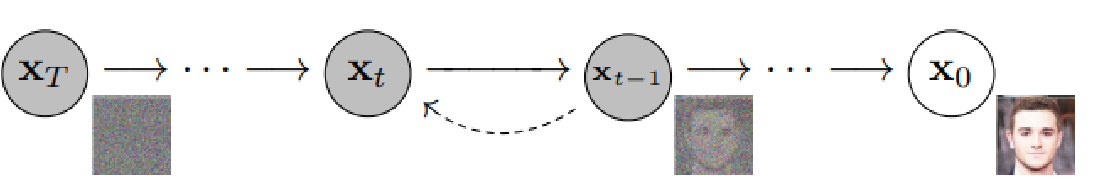 x_T ⟶ ··· ⟶ x_t ⟶ x_{t−1} ⟶ ··· ⟶ x_0